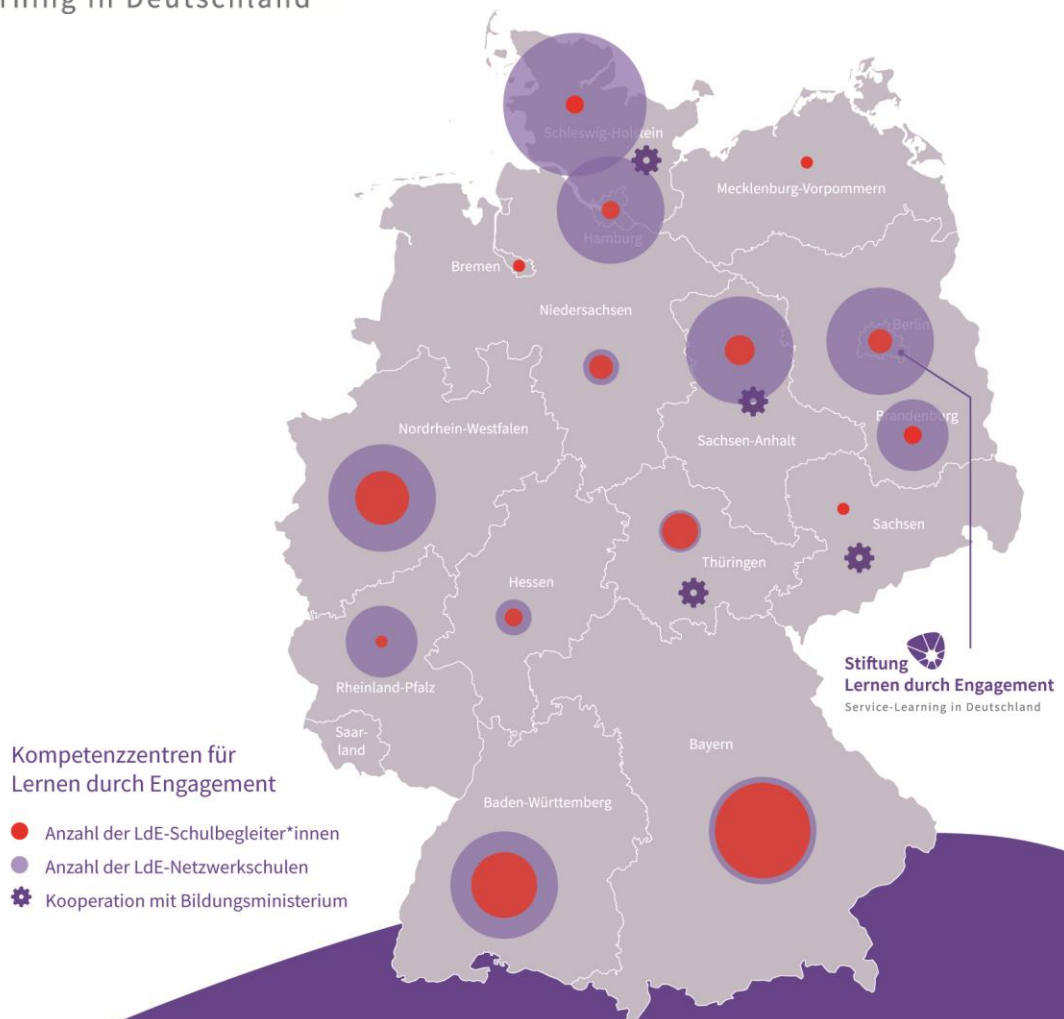 in Deutschland
Schleswig-Holstein
Mecklenburg-Vorpommern
Hamburg
Bremen
Niedersachsen
Berlin
Brandenburg
Nordrhein-Westfalen
Sachsen-Anhalt
Sachsen
Thüringen
Hessen
Stiftung
Lernen durch Engagement
Service-Learning in Deutschland
Rheinland-Pfalz
Saar-
land
Bayern
Baden-Württemberg
Kompetenzzentren für
Lernen durch Engagement
Anzahl der LdE-Schulbegleiter*innen
Anzahl der LdE-Netzwerkschulen
Kooperation mit Bildungsministerium